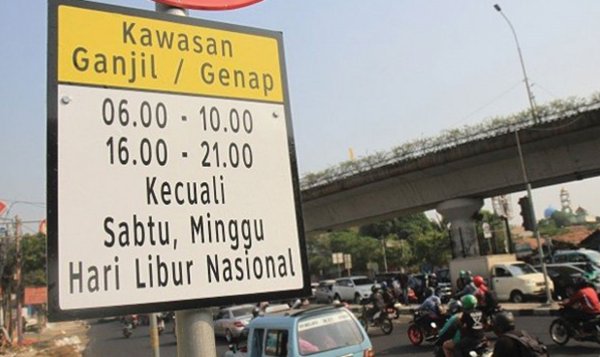 Kawasan
Ganjil / Genap
06.00 - 10.00
16.00 - 21.00
Kecuali
Sabtu, Minggu
Hari Libur Nasional